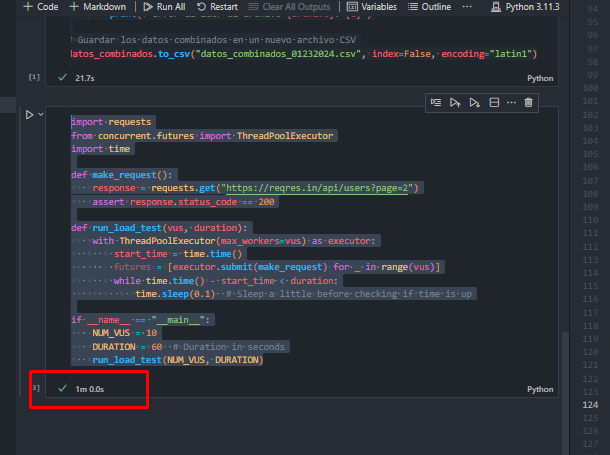 + Code + Markdown Run All Restart Clear All Outputs Variables Outline ... Python 3.11.3
# Guardar los datos combinados en un nuevo archivo CSV
datos_combinados.to_csv("datos_combinados_01232024.csv", index=False, encoding="latin1")
[1] 21.7s Python
import requests
from concurrent.futures import ThreadPoolExecutor
import time
def make_request():
response = requests.get("https://reqres.in/api/users?page=2")
assert response.status_code == 200
def run_load_test(vus, duration):
with ThreadPoolExecutor(max_workers=vus) as executor:
start_time = time.time()
futures = [executor.submit(make_request) for _ in range(vus)]
while time.time() - start_time < duration:
time.sleep(0.1) # Sleep a little before checking if time is up
if __name__ == "__main__":
NUM_VUS = 10
DURATION = 60 # Duration in seconds
run_load_test(NUM_VUS, DURATION)
3] 1m 0.0s Python
94
95
96
97
98
99
100
101
102
103
104
105
106
107
108
109
110
111
112
113
114
115
116
117
118
119
120
121
122
123
124
125
126
127